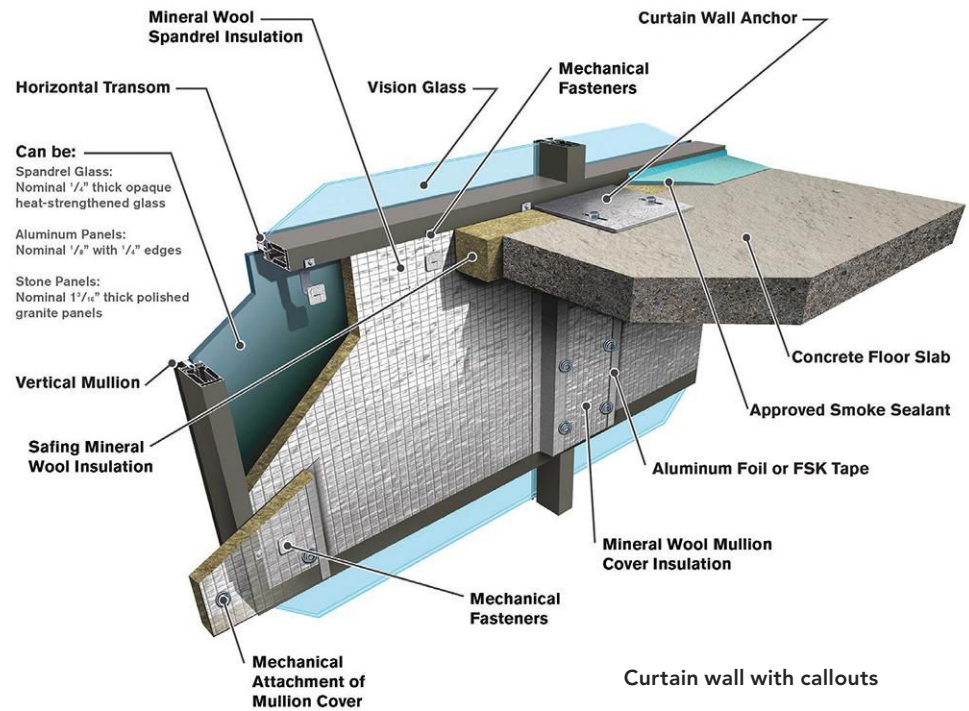 Mineral Wool
Spandrel Insulation
Curtain Wall Anchor
Mechanical
Fasteners
Horizontal Transom
Vision Glass
Can be:
Spandrel Glass:
Nominal ¹/₄" thick opaque
heat-strengthened glass
Aluminum Panels:
Nominal ¹/₈" with ¹/₄" edges
Stone Panels:
Nominal 1³/₁₆" thick polished
granite panels
Vertical Mullion
Concrete Floor Slab
Approved Smoke Sealant
Safing Mineral
Wool Insulation
Aluminum Foil or FSK Tape
Mineral Wool Mullion
Cover Insulation
Mechanical
Fasteners
Mechanical
Attachment of
Mullion Cover
Curtain wall with callouts